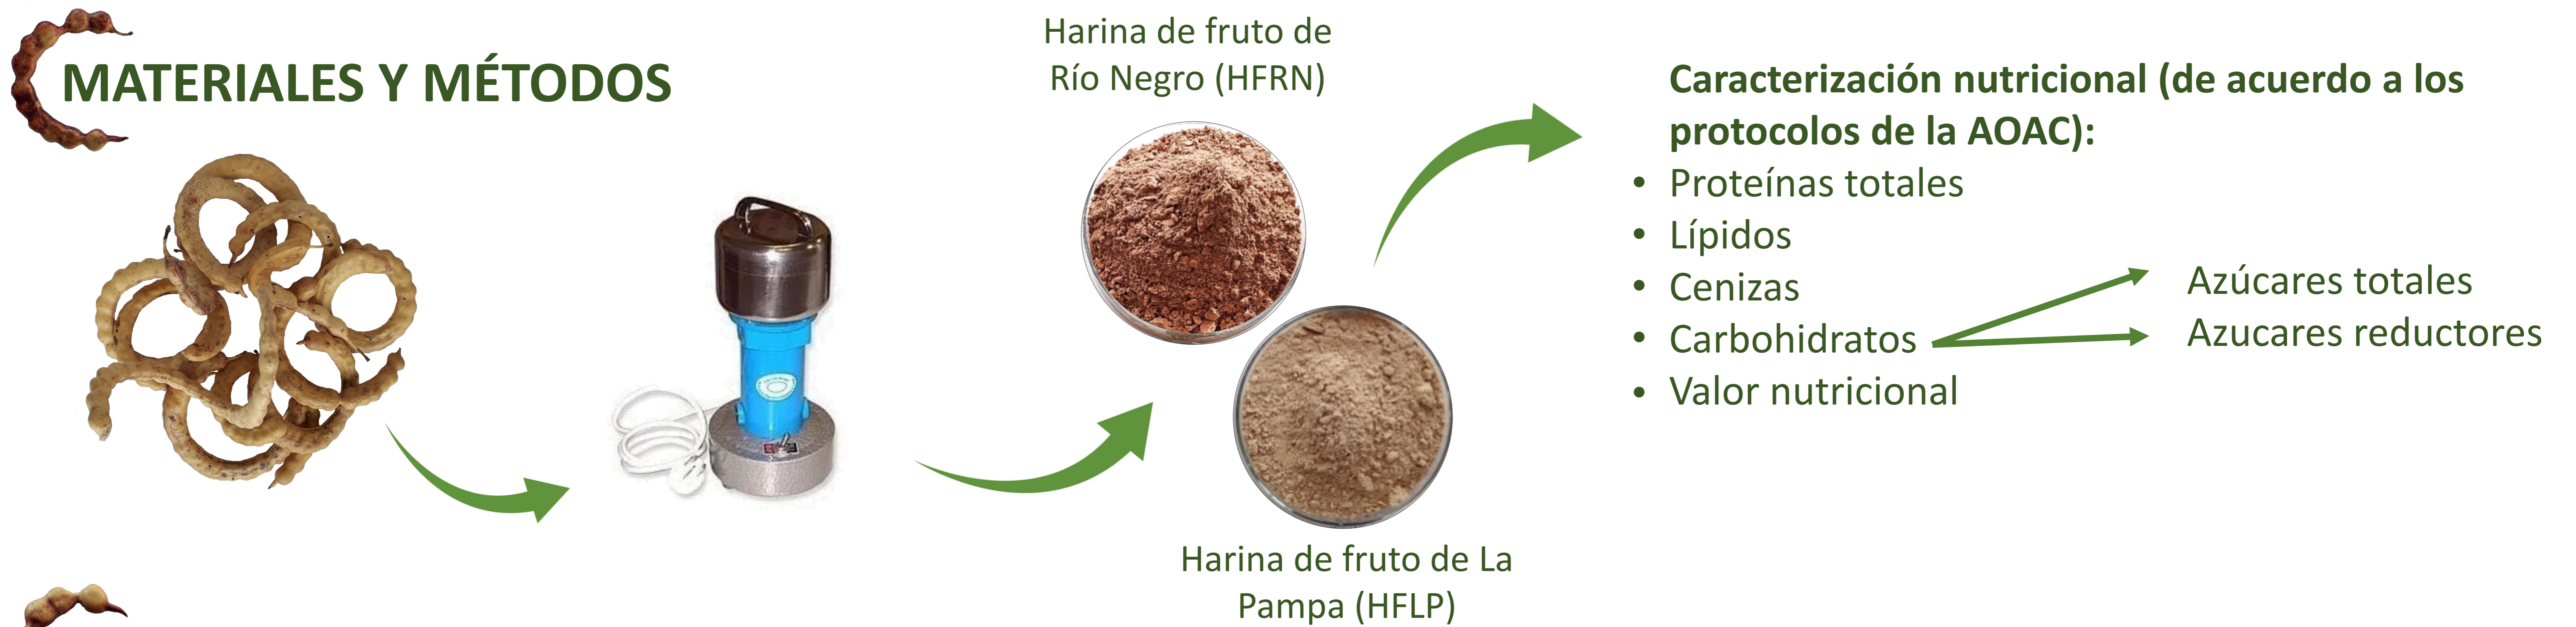 MATERIALES Y MÉTODOS
Harina de fruto de
Río Negro (HFRN)
Harina de fruto de La
Pampa (HFLP)
Caracterización nutricional (de acuerdo a los
protocolos de la AOAC):
• Proteínas totales
• Lípidos
• Cenizas
• Carbohidratos
• Valor nutricional
Azúcares totales
Azucares reductores